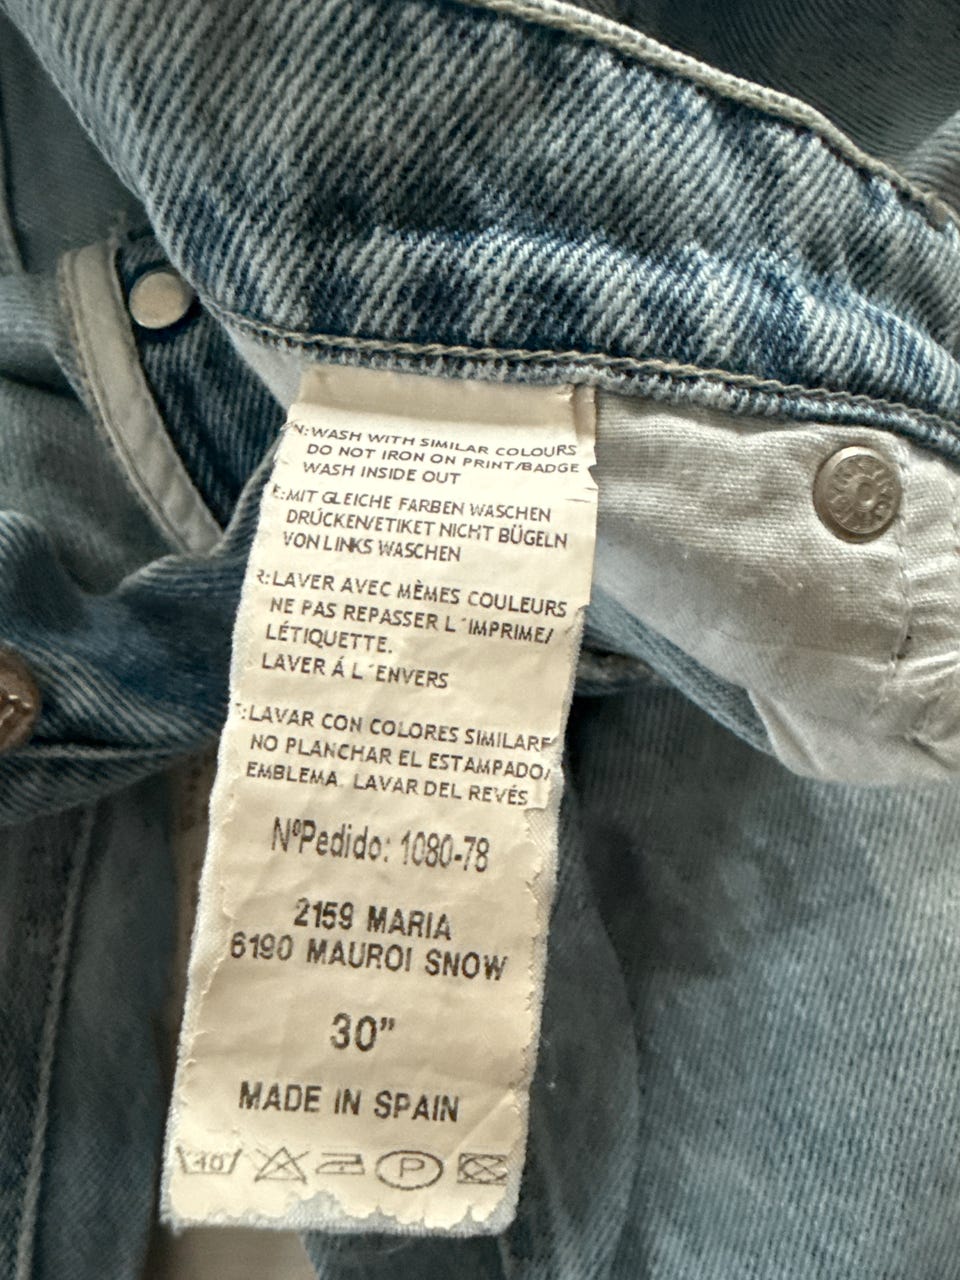 N: WASH WITH SIMILAR COLOURS
DO NOT IRON ON PRINT/BADGE
WASH INSIDE OUT
E: MIT GLEICHE FARBEN WASCHEN
DRÚCKEN/ETIKET NICHT BÜGELN
VON LINKS WASCHEN
R: LAVER AVEC MÈMES COULEURS
NE PAS REPASSER L´IMPRIME/
LÉTIQUETTE.
LAVER Á L´ENVERS
LAVAR CON COLORES SIMILARE
NO PLANCHAR EL ESTAMPADO/
EMBLEMA. LAVAR DEL REVÉS
NºPedido: 1080-78
2159 MARIA
6190 MAUROI SNOW
30”
MADE IN SPAIN
40 P